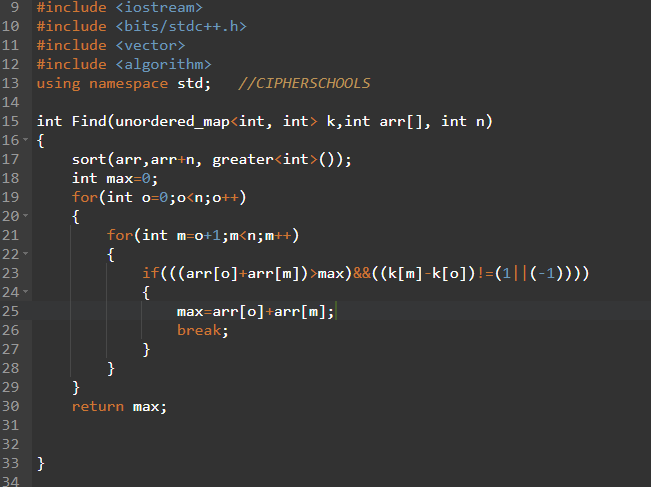 9 #include <iostream>
10 #include <bits/stdc++.h>
11 #include <vector>
12 #include <algorithm>
13 using namespace std;   //CIPHERSCHOOLS
14
15 int Find(unordered_map<int, int> k,int arr[], int n)
16 {
17     sort(arr,arr+n, greater<int>());
18     int max=0;
19     for(int o=0;o<n;o++)
20     {
21         for(int m=o+1;m<n;m++)
22         {
23             if(((arr[o]+arr[m])>max)&&((k[m]-k[o])!=(1||(-1))))
24             {
25                 max=arr[o]+arr[m];
26                 break;
27             }
28         }
29     }
30     return max;
31
32
33 }
34